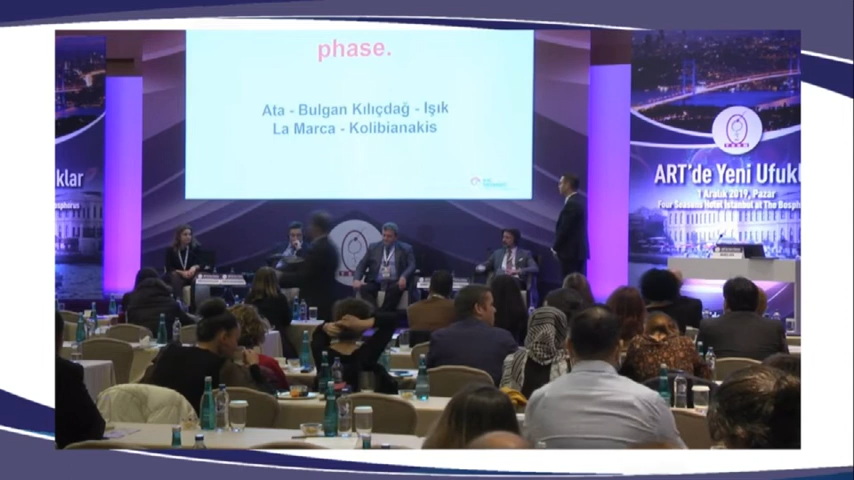 phase.
Ata - Bulgan Kılıçdağ - Işık
La Marca - Kolibianakis
klar
TSRM
ART'de Yeni Ufukl
1 Aralık 2019, Pazar
Four Seasons Hotel Istanbul at The Bosph